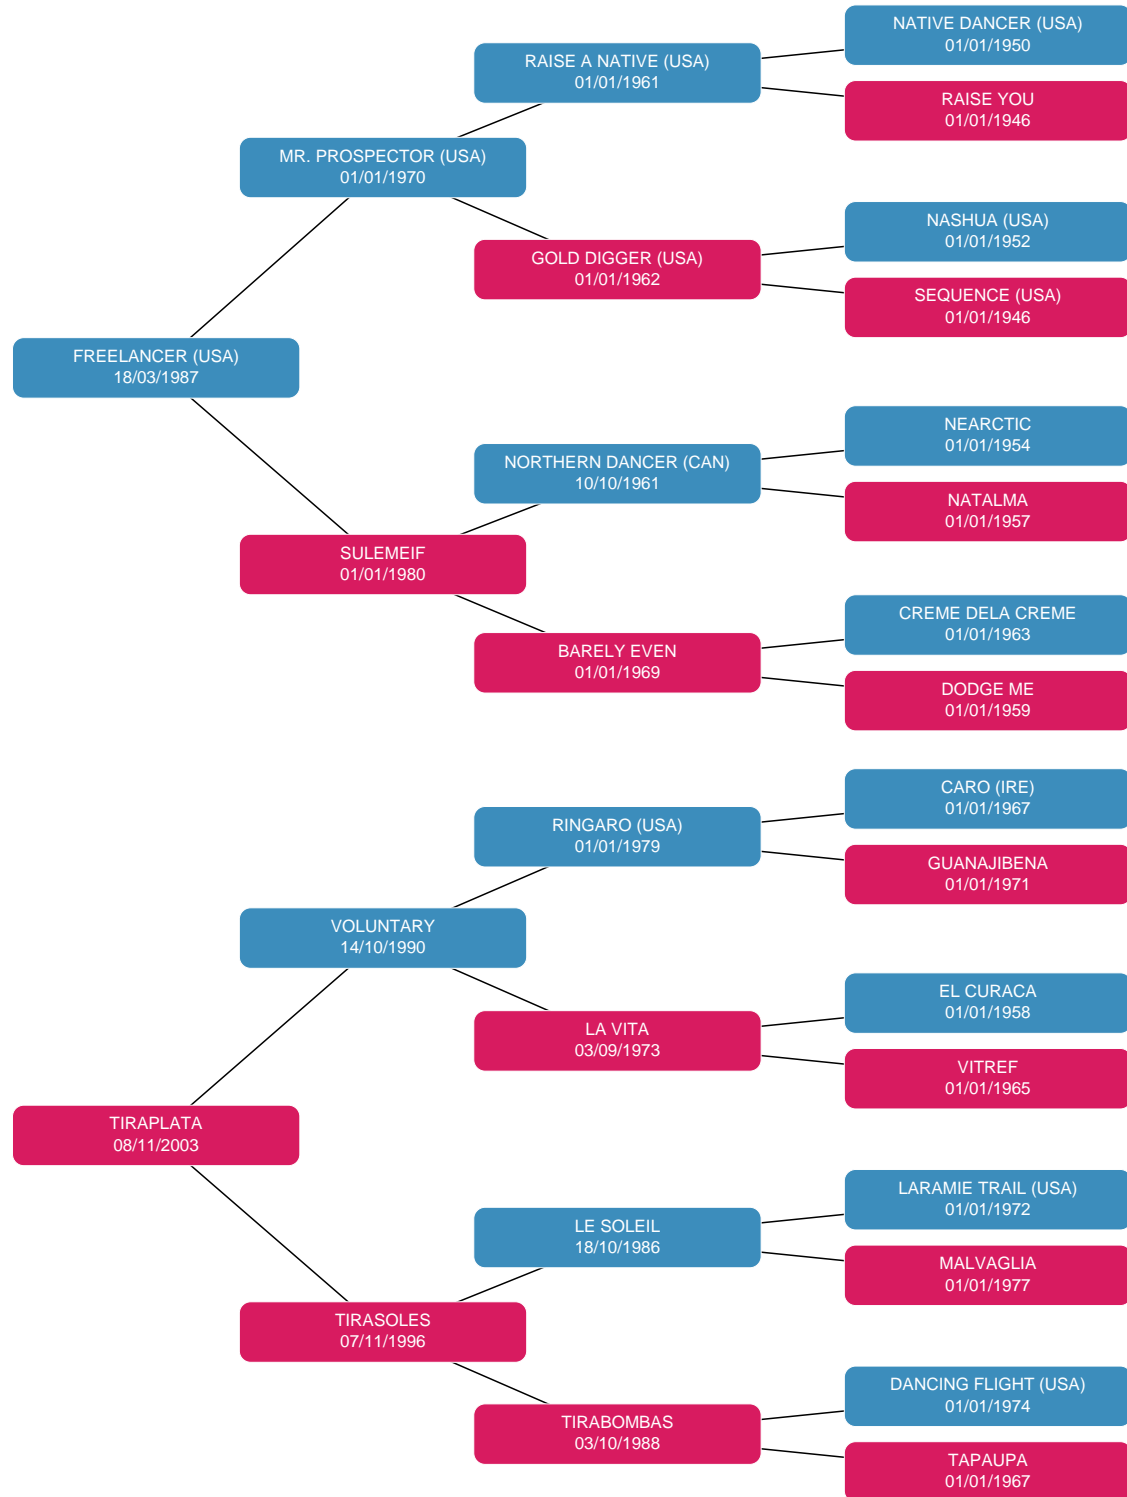 NATIVE DANCER (USA)
01/01/1950
RAISE A NATIVE (USA)
01/01/1961
RAISE YOU
01/01/1946
MR. PROSPECTOR (USA)
01/01/1970
NASHUA (USA)
01/01/1952
GOLD DIGGER (USA)
01/01/1962
SEQUENCE (USA)
01/01/1946
FREELANCER (USA)
18/03/1987
NEARCTIC
01/01/1954
NORTHERN DANCER (CAN)
10/10/1961
NATALMA
01/01/1957
SULEMEIF
01/01/1980
CREME DELA CREME
01/01/1963
BARELY EVEN
01/01/1969
DODGE ME
01/01/1959
CARO (IRE)
01/01/1967
RINGARO (USA)
01/01/1979
GUANAJIBENA
01/01/1971
VOLUNTARY
14/10/1990
EL CURACA
01/01/1958
LA VITA
03/09/1973
VITREF
01/01/1965
TIRAPLATA
08/11/2003
LARAMIE TRAIL (USA)
01/01/1972
LE SOLEIL
18/10/1986
MALVAGLIA
01/01/1977
TIRASOLES
07/11/1996
DANCING FLIGHT (USA)
01/01/1974
TIRABOMBAS
03/10/1988
TAPAUPA
01/01/1967